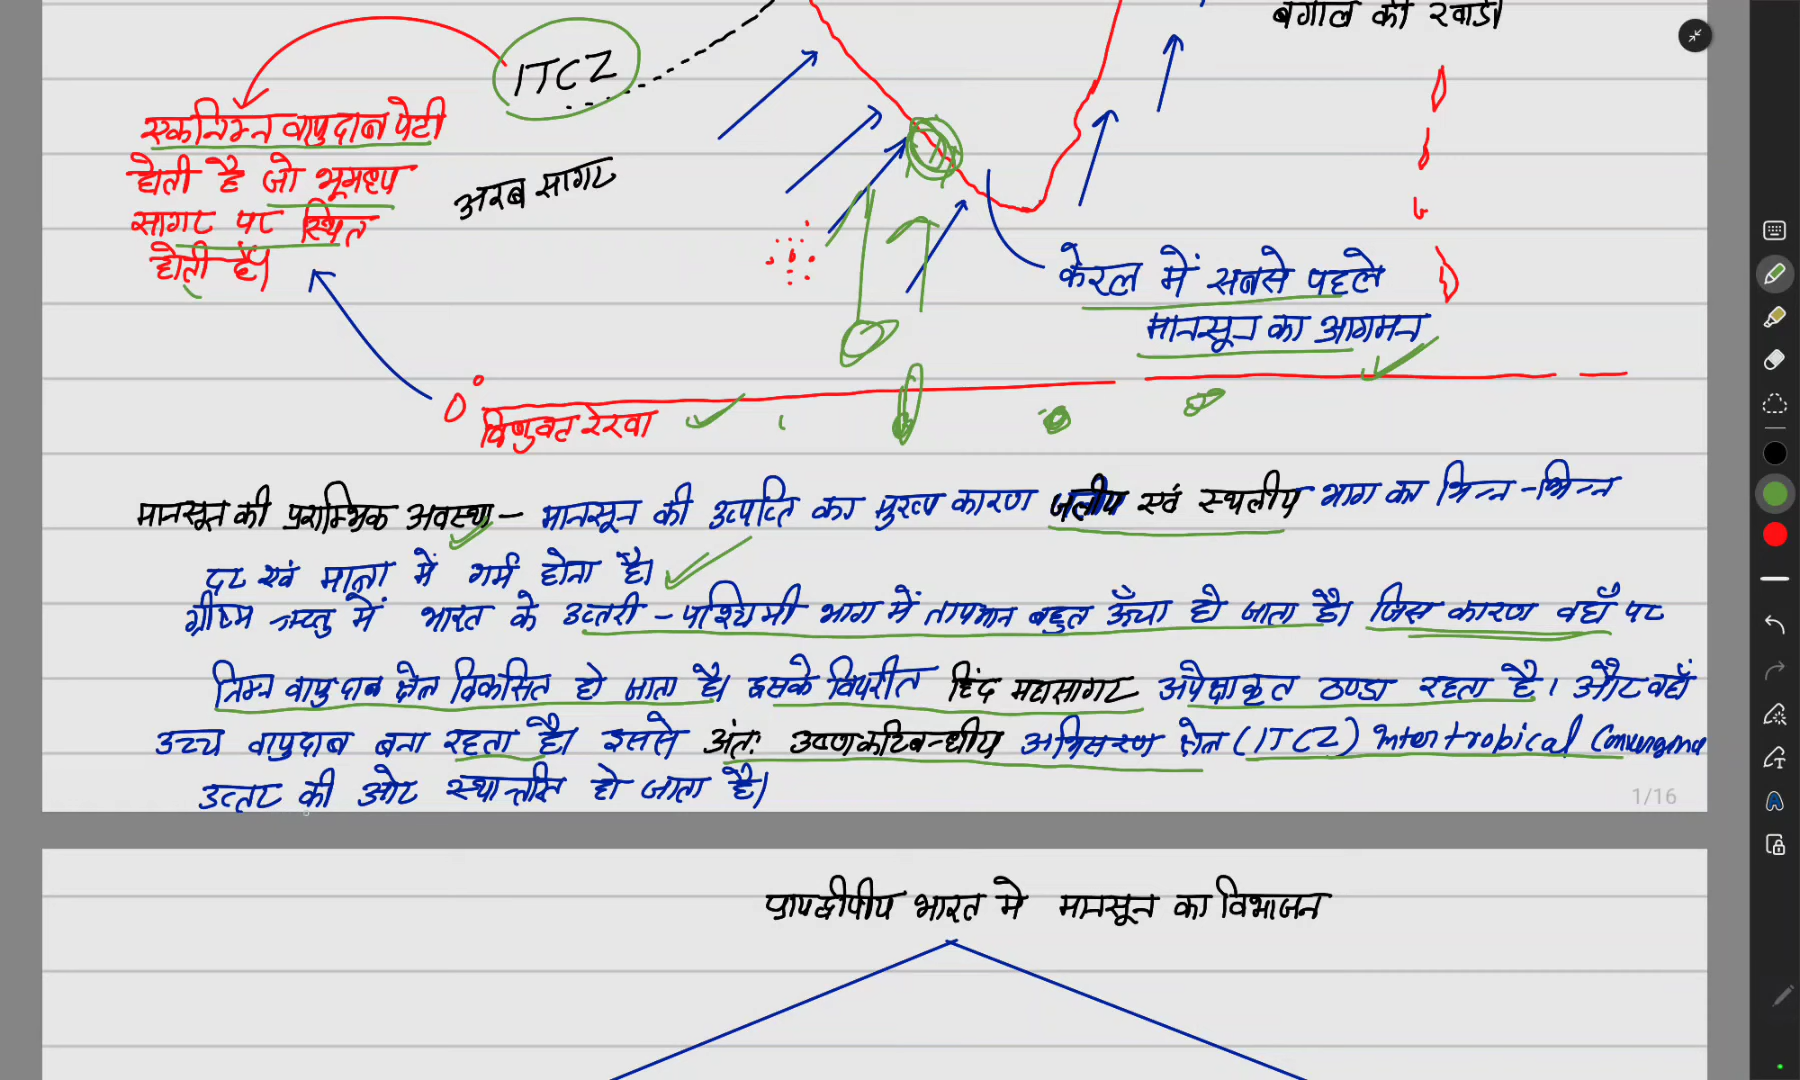 बंगाल की खाड़ी
ITCZ
एक निम्न वायुदाब पेटी
होती है जो भूमध्य
सागर पर स्थित
होती है।
अरब सागर
केरल में सबसे पहले
मानसून का आगमन
0°
विषुवत रेखा
मानसून की प्रारम्भिक अवस्था – मानसून की उत्पत्ति का मुख्य कारण जलीय एवं स्थलीय भाग का भिन्न-भिन्न
दर एवं मात्रा में गर्म होना है।
ग्रीष्म ऋतु में भारत के उत्तरी – पश्चिमी भाग में तापमान बहुत ऊँचा हो जाता है। जिस कारण वहाँ पर
निम्न वायुदाब क्षेत्र विकसित हो जाता है। इसके विपरीत हिंद महासागर अपेक्षाकृत ठण्डा रहता है। और वहाँ
उच्च वायुदाब बना रहता है। इससे अंतः उष्णकटिबन्धीय अभिसरण क्षेत्र (ITCZ) Intertrobical
उत्तर की ओर स्थान्तरित हो जाता है।
1/16
प्रायद्वीपीय भारत मे मानसून का विभाजन